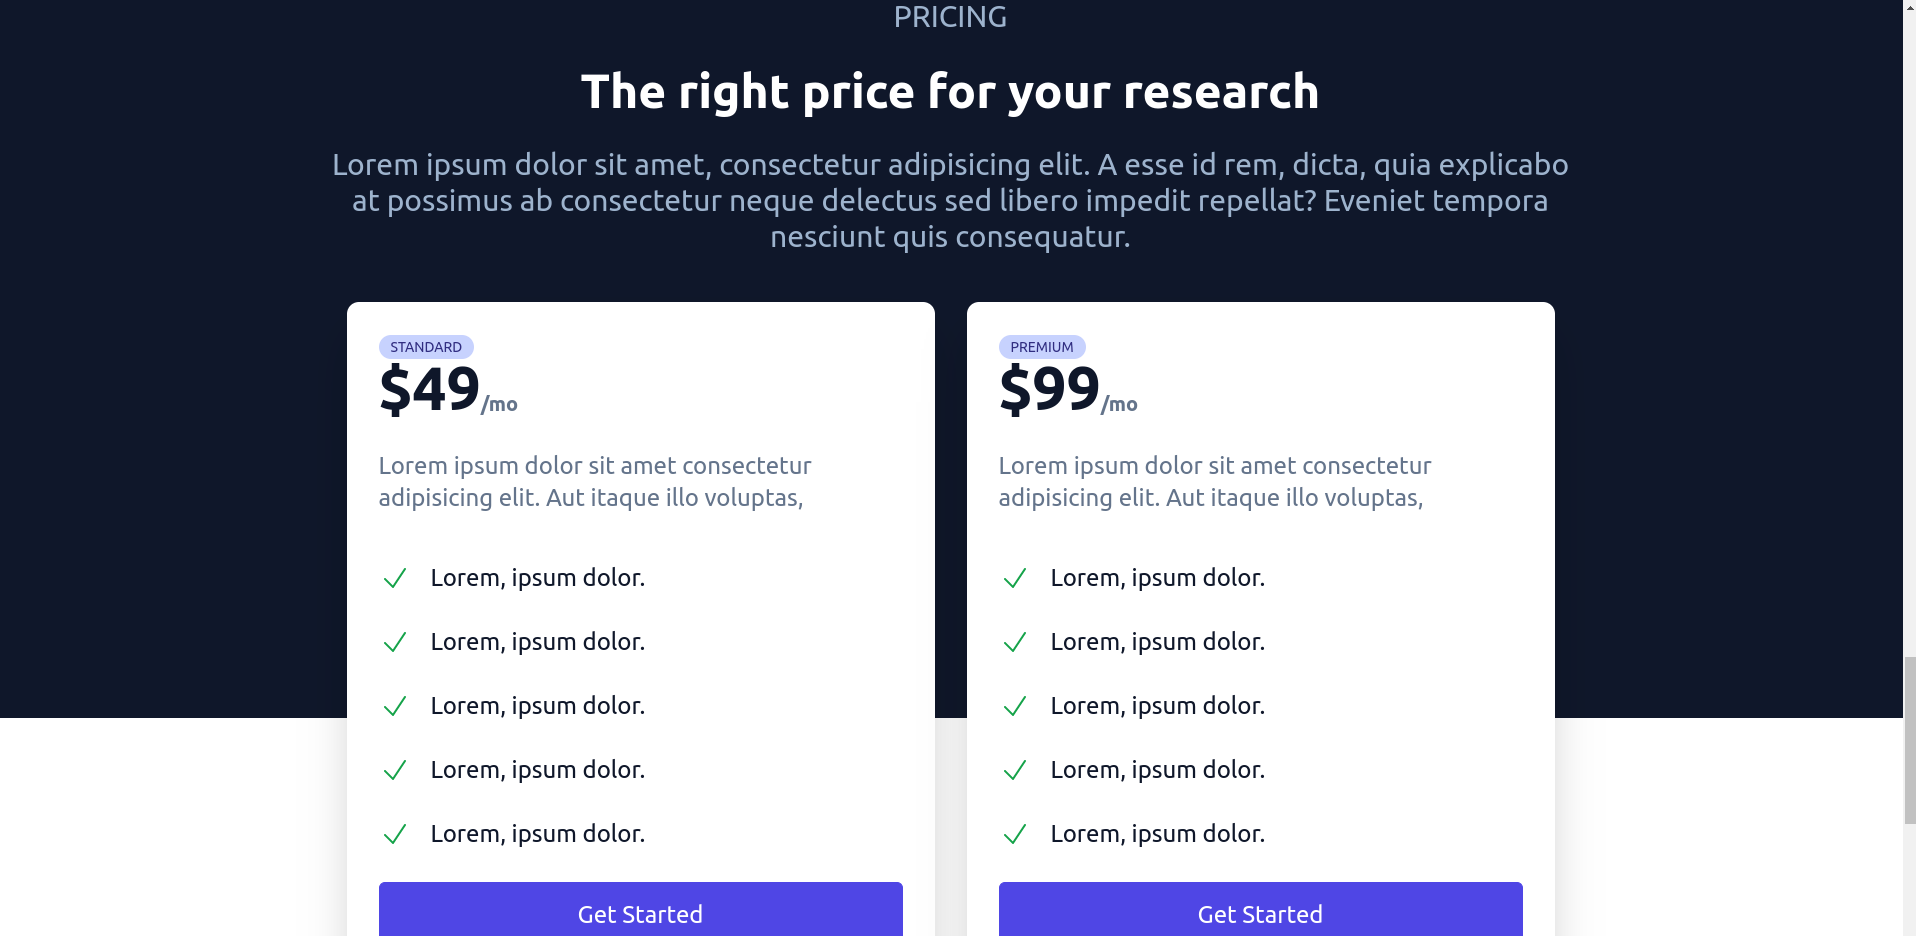 PRICING
The right price for your research
Lorem ipsum dolor sit amet, consectetur adipisicing elit. A esse id rem, dicta, quia explicabo
at possimus ab consectetur neque delectus sed libero impedit repellat? Eveniet tempora
nesciunt quis consequatur.
STANDARD
$49/mo
Lorem ipsum dolor sit amet consectetur
adipisicing elit. Aut itaque illo voluptas,
Lorem, ipsum dolor.
Lorem, ipsum dolor.
Lorem, ipsum dolor.
Lorem, ipsum dolor.
Lorem, ipsum dolor.
Get Started
PREMIUM
$99/mo
Lorem ipsum dolor sit amet consectetur
adipisicing elit. Aut itaque illo voluptas,
Lorem, ipsum dolor.
Lorem, ipsum dolor.
Lorem, ipsum dolor.
Lorem, ipsum dolor.
Lorem, ipsum dolor.
Get Started